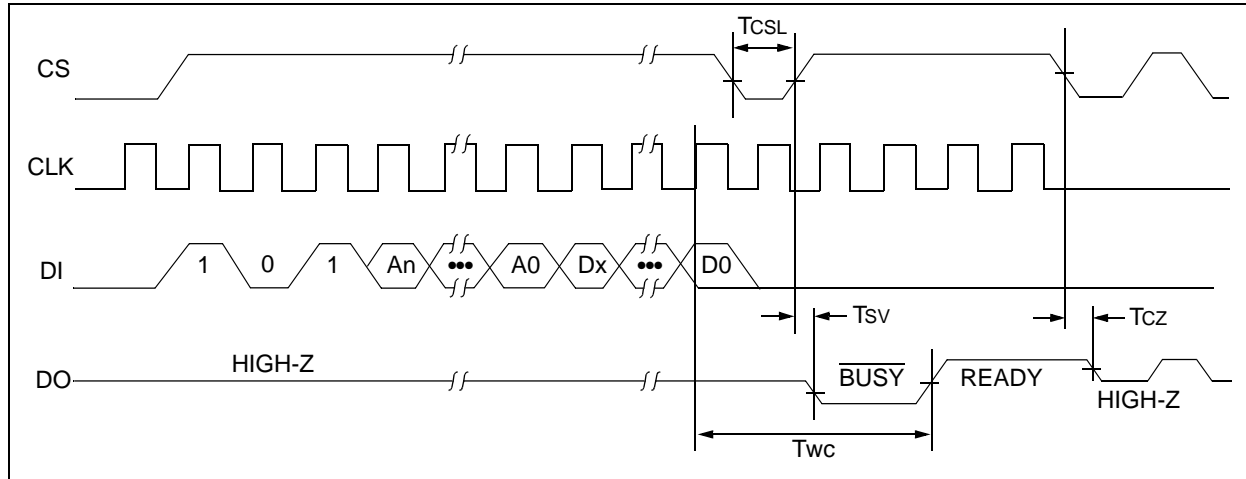 TCSL
CS
CLK
DI
1 0 1 An ••• A0 Dx ••• D0
TSV
TCZ
DO
HIGH-Z
BUSY
READY
HIGH-Z
TWC